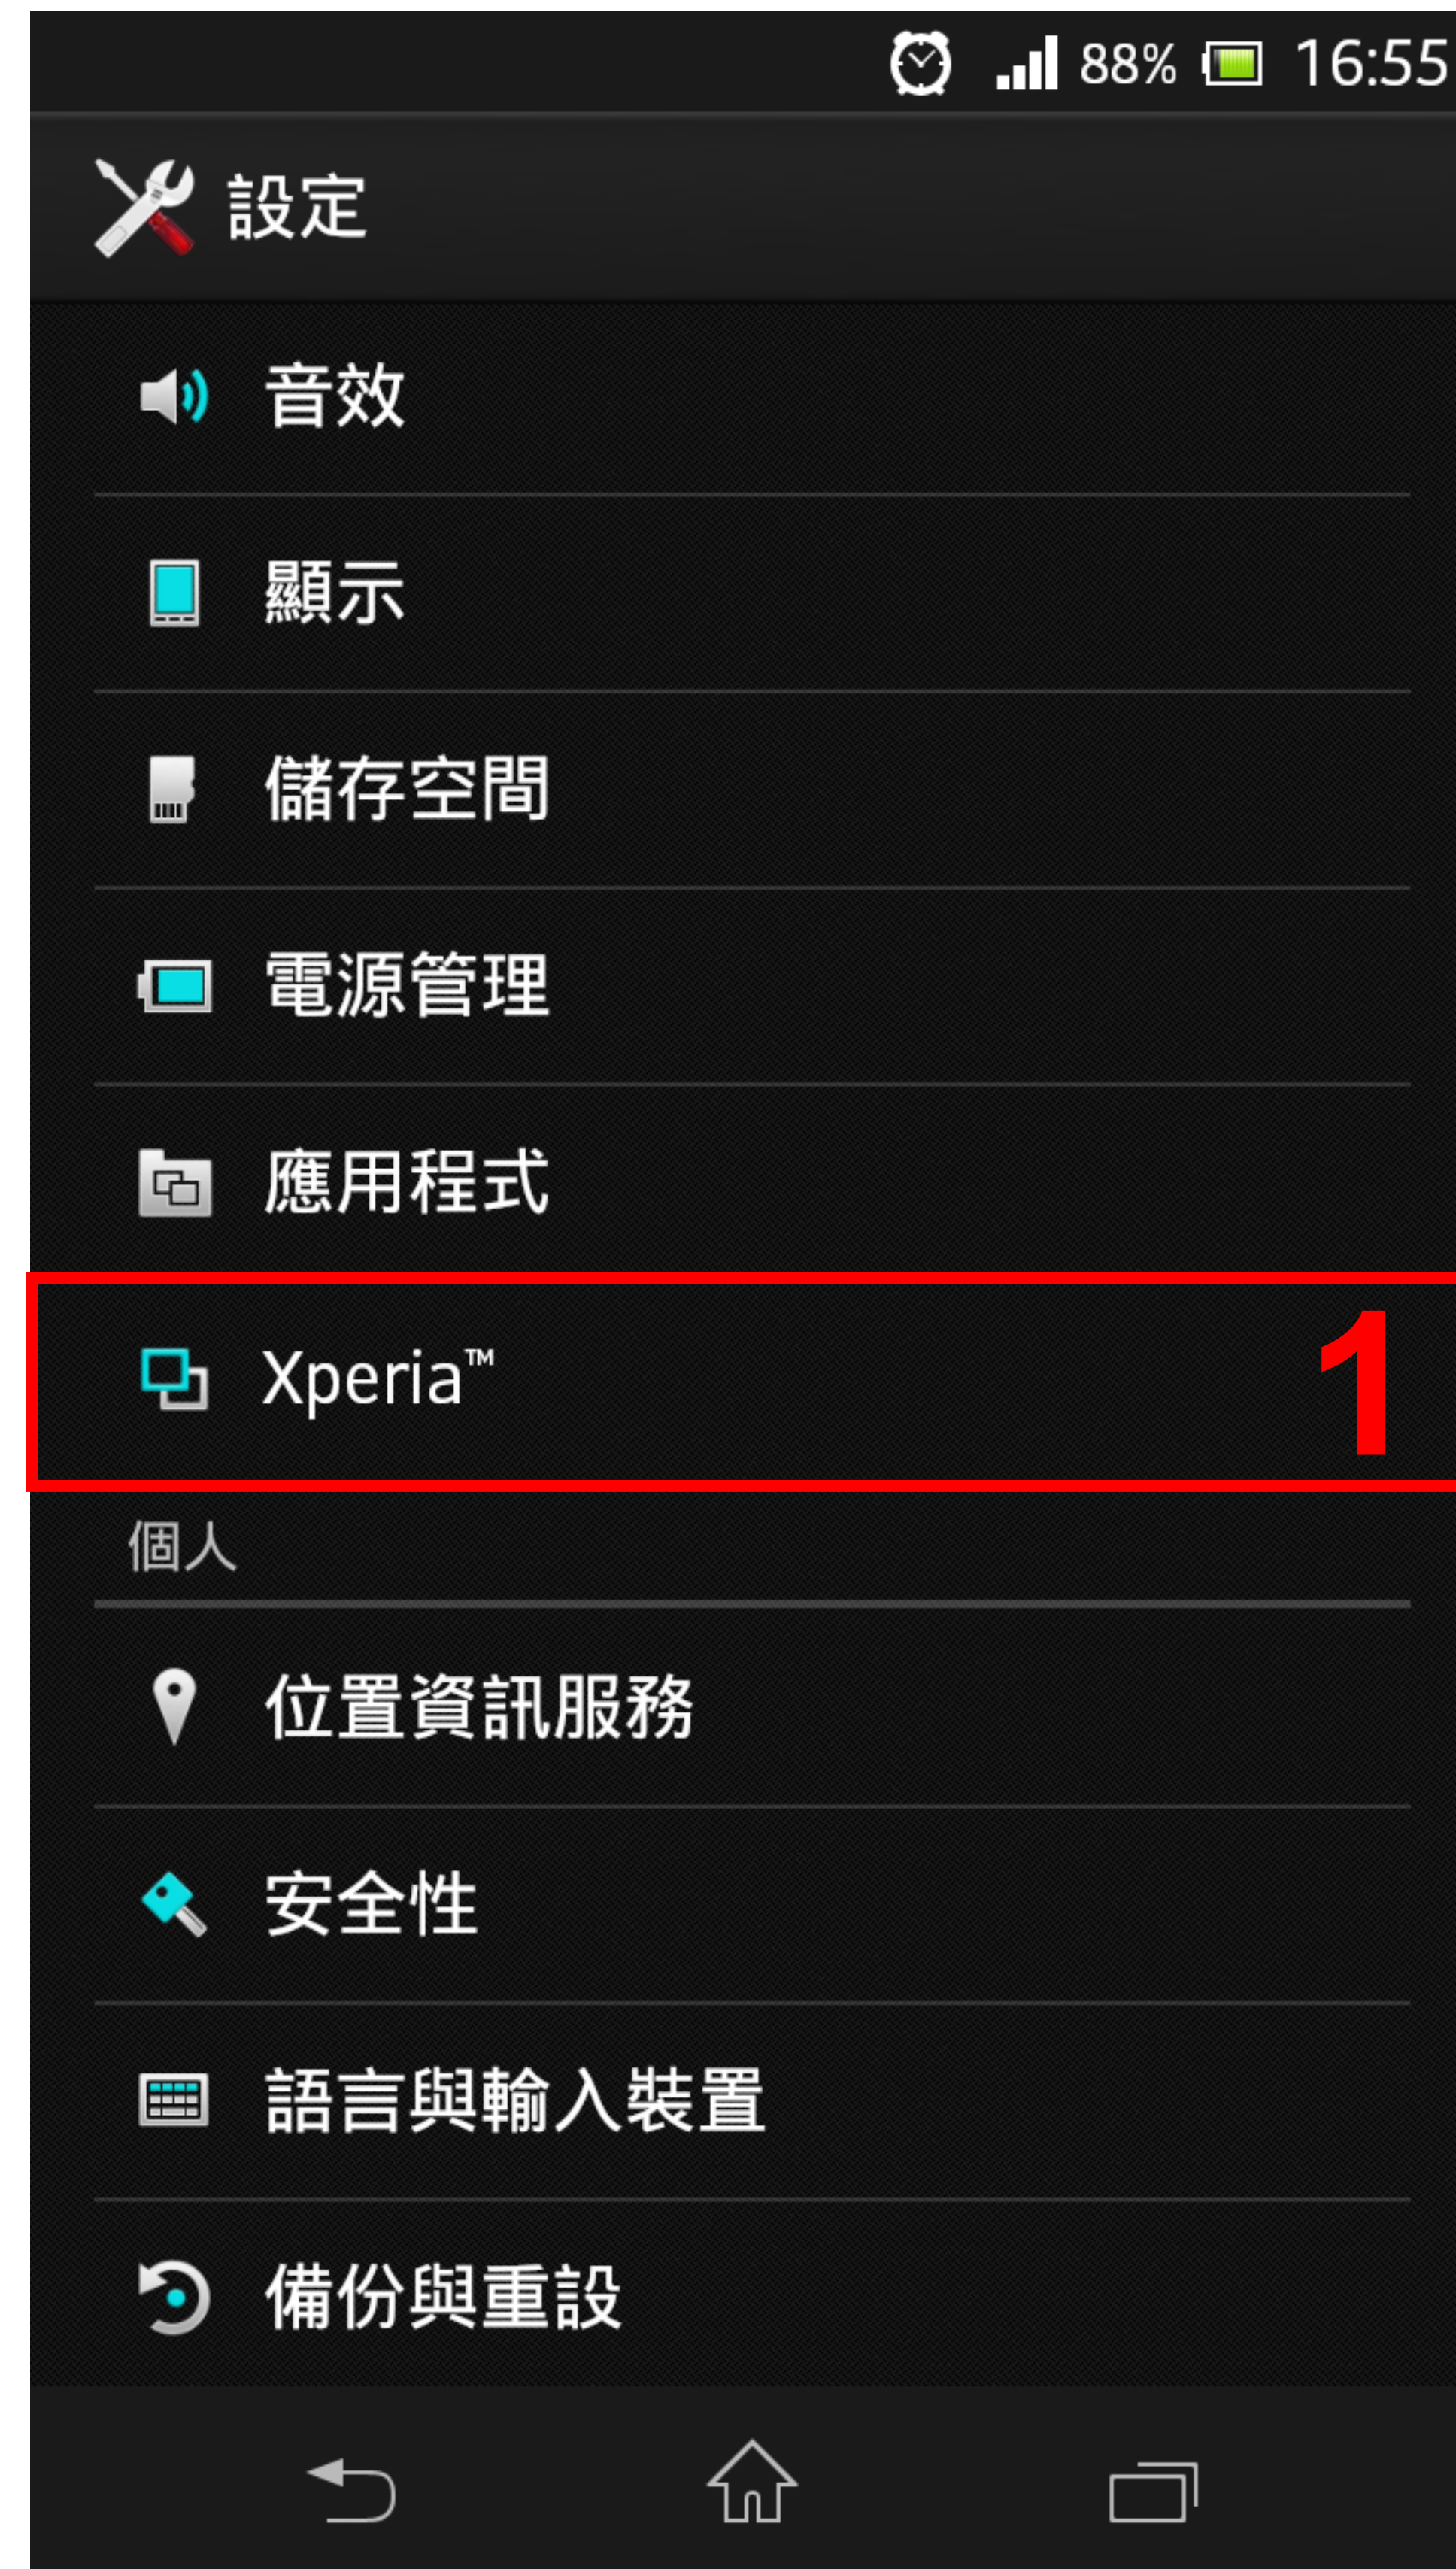 88% 16:55
設定
音效
顯示
儲存空間
電源管理
應用程式
Xperia™ 1
個人
位置資訊服務
安全性
語言與輸入裝置
備份與重設